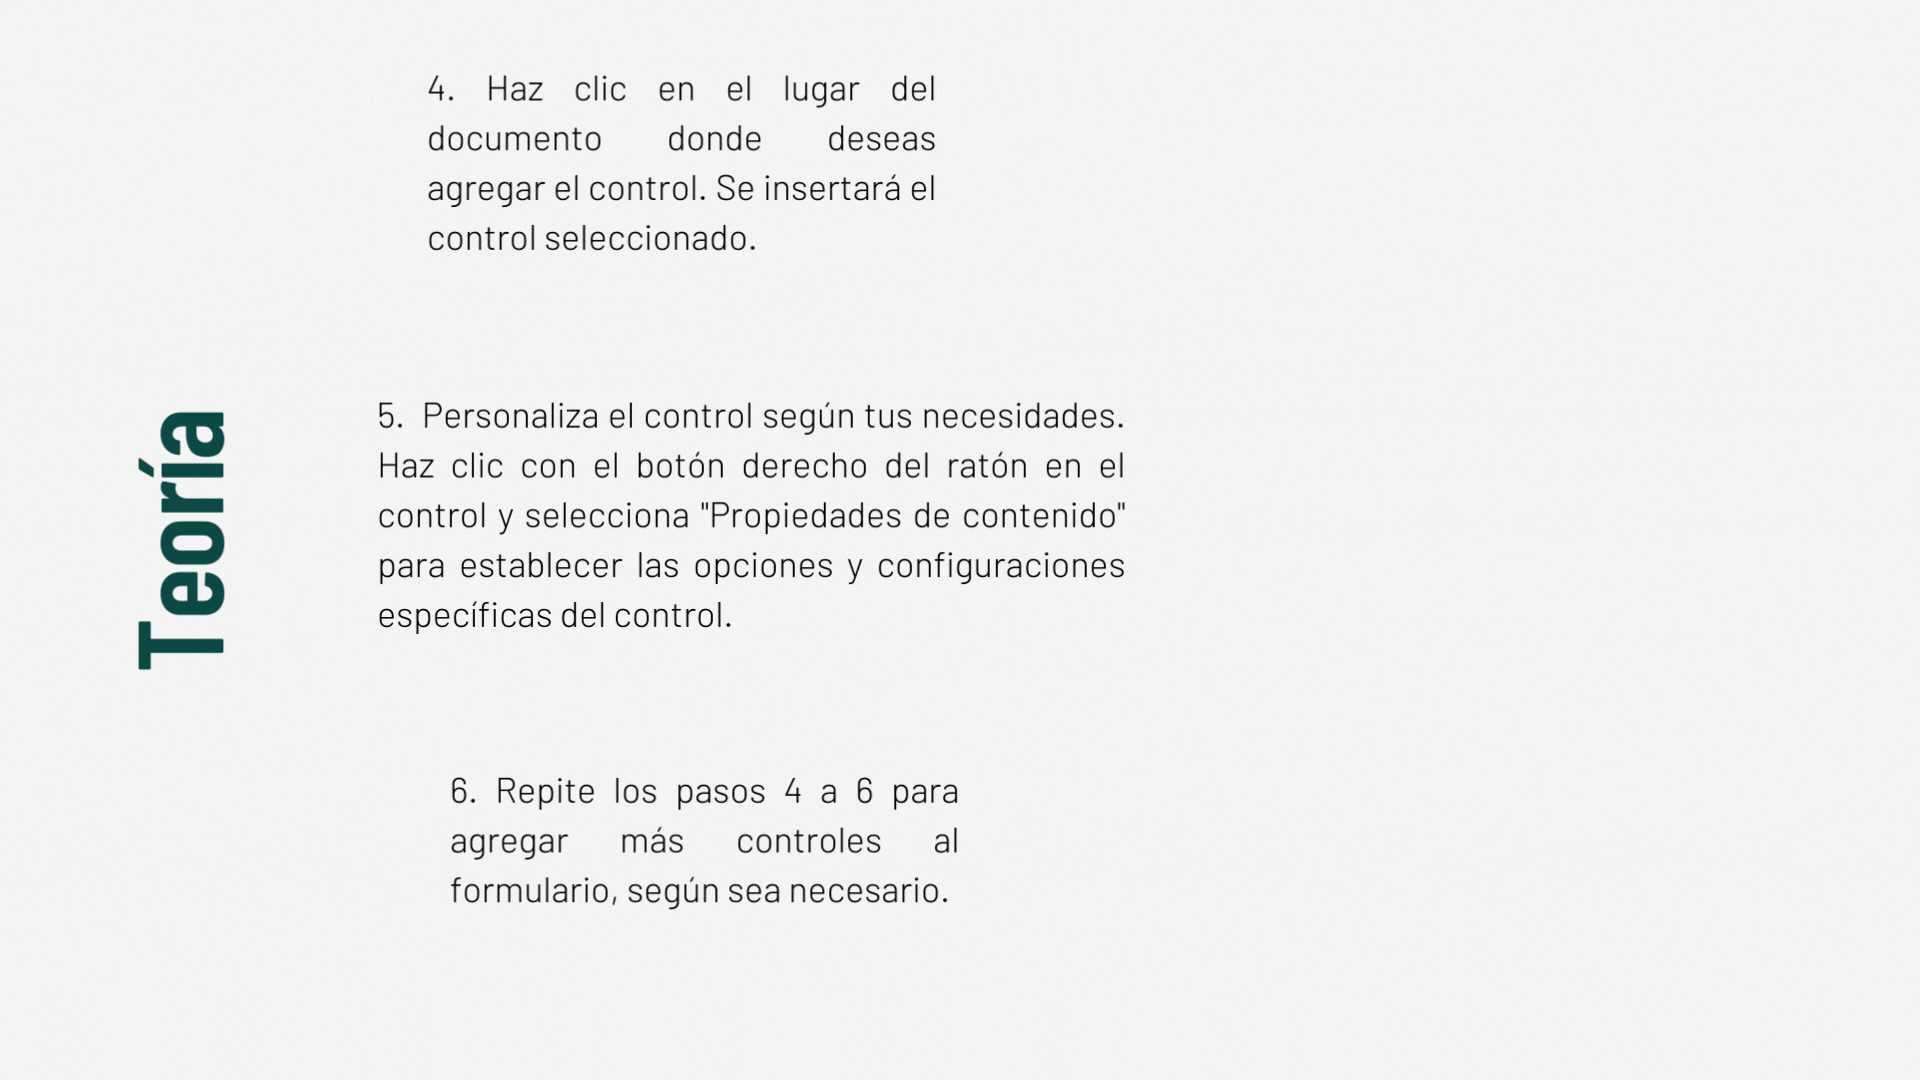 Teoría
4. Haz clic en el lugar del
documento donde deseas
agregar el control. Se insertará el
control seleccionado.
5. Personaliza el control según tus necesidades.
Haz clic con el botón derecho del ratón en el
control y selecciona "Propiedades de contenido"
para establecer las opciones y configuraciones
específicas del control.
6. Repite los pasos 4 a 6 para
agregar más controles al
formulario, según sea necesario.